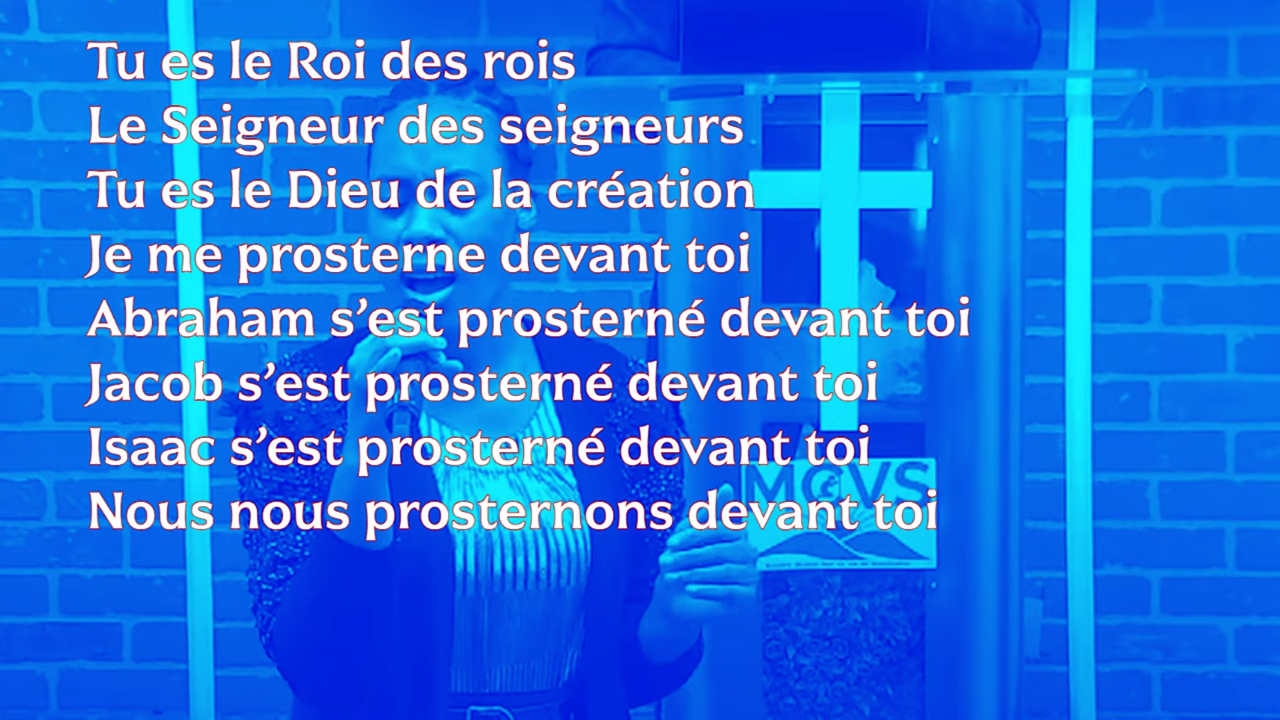 Tu es le Roi des rois
Le Seigneur des seigneurs
Tu es le Dieu de la création
Je me prosterne devant toi
Abraham s’est prosterné devant toi
Jacob s’est prosterné devant toi
Isaac s’est prosterné devant toi
Nous nous prosternons devant toi